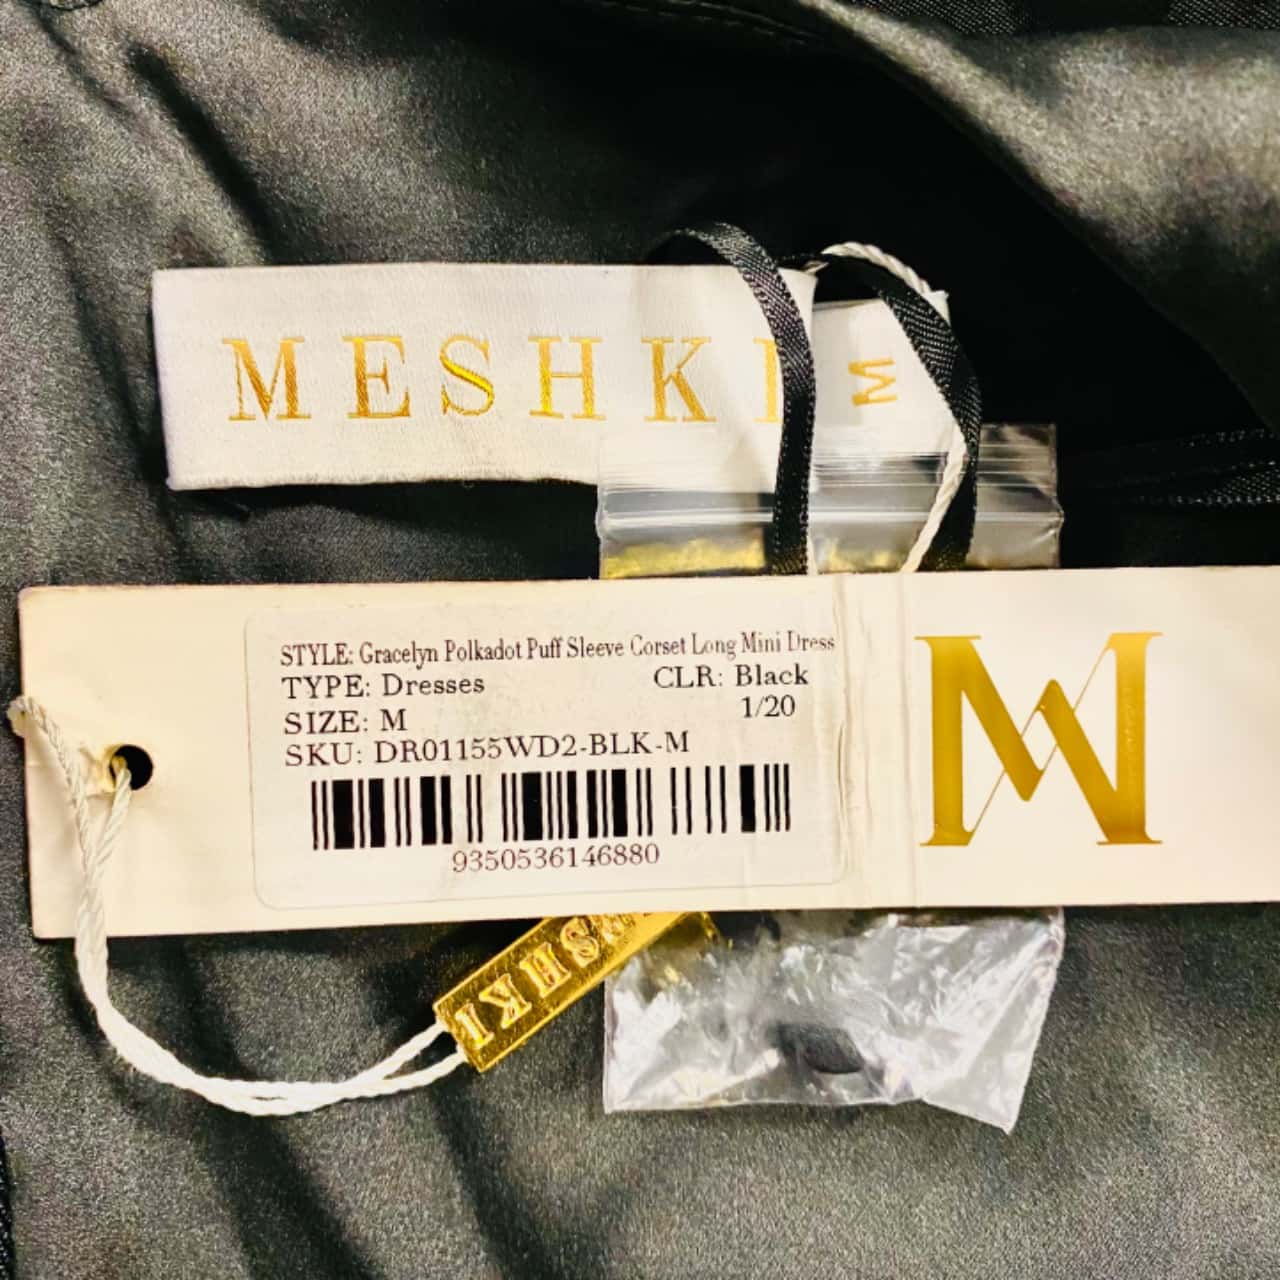 MESHKI
M
STYLE: Gracelyn Polkadot Puff Sleeve Corset Long Mini Dress
TYPE: Dresses CLR: Black
SIZE: M 1/20
SKU: DR01155WD2-BLK-M
9350536146880
M
MESHKI